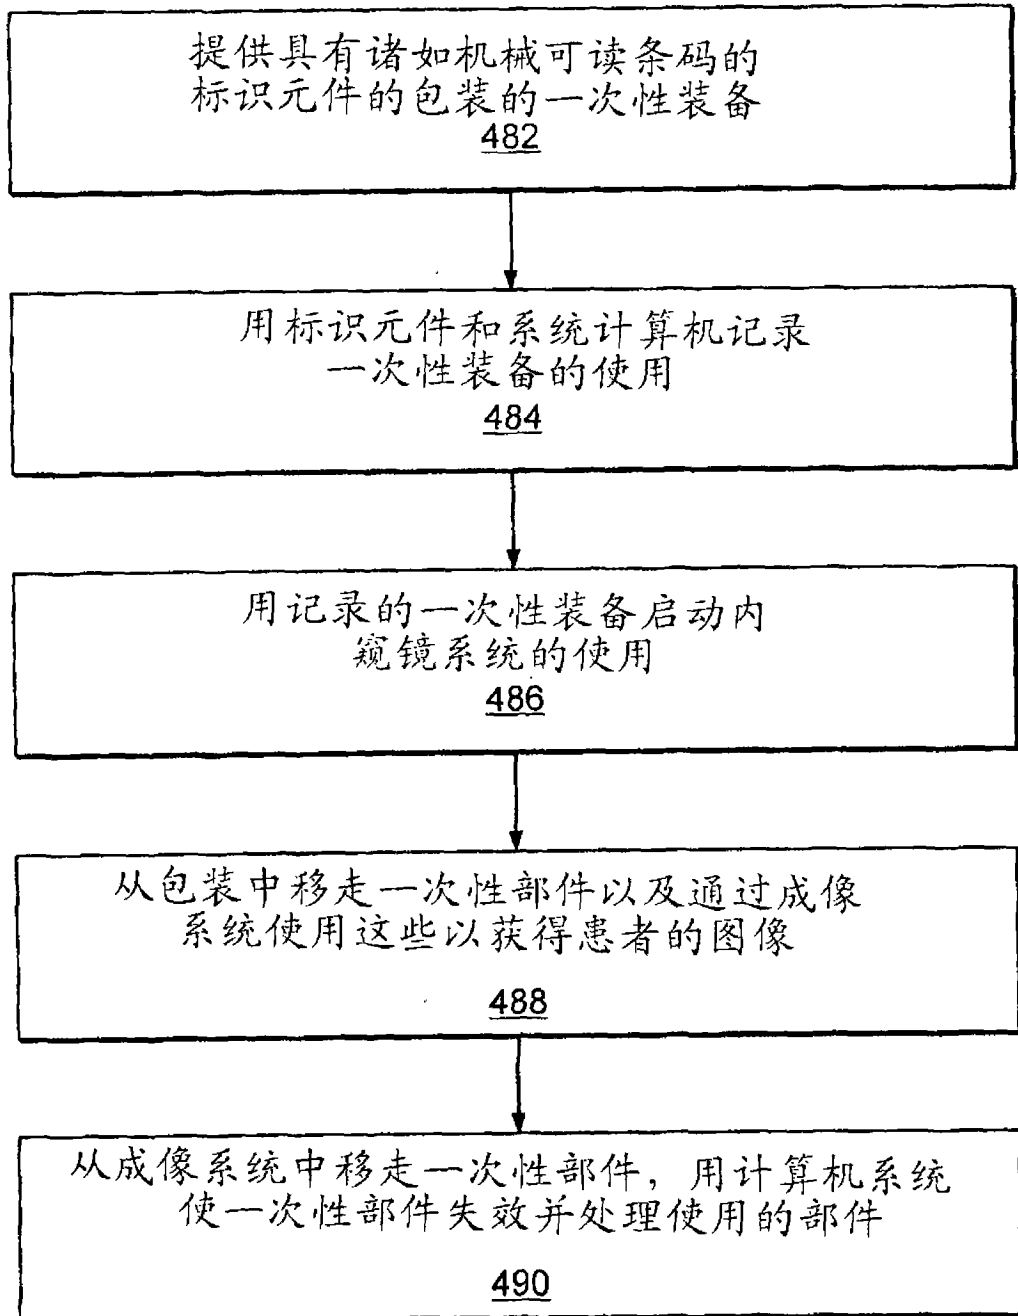 提供具有诸如机械可读条码的
标识元件的包装的一次性装备
482
用标识元件和系统计算机记录
一次性装备的使用
484
用记录的一次性装备启动内
窥镜系统的使用
486
从包装中移走一次性部件以及通过成像
系统使用这些以获得患者的图像
488
从成像系统中移走一次性部件，用计算机系统
使一次性部件失效并处理使用的部件
490